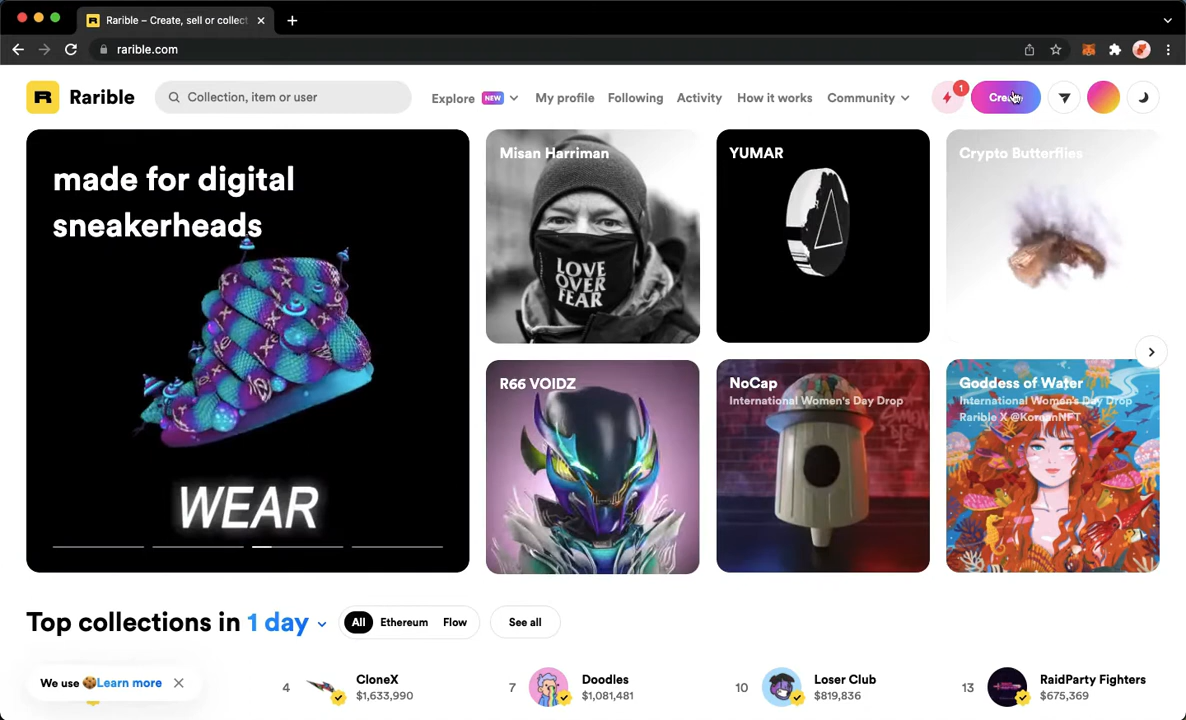 Rarible – Create, sell or collect
rarible.com
Rarible
Collection, item or user
Explore NEW
My profile
Following
Activity
How it works
Community
1
Create
made for digital
sneakerheads
WEAR
Misan Harriman
LOVE
OVER
FEAR
YUMAR
Crypto Butterflies
R66 VOIDZ
NoCap
International Women's Day Drop
Goddess of Water
International Women's Day Drop
Rarible X @KormanNFT
Top collections in 1 day
All
Ethereum
Flow
See all
We use 🍪Learn more
4
CloneX
$1,633,990
7
Doodles
$1,081,481
10
Loser Club
$819,836
13
RaidParty Fighters
$675,369